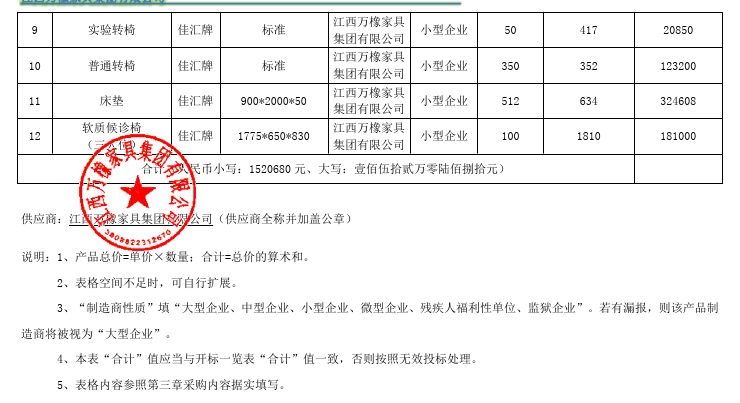 9 实验转椅 佳汇牌 标准 江西万橡家具集团有限公司 小型企业 50 417 20850
10 普通转椅 佳汇牌 标准 江西万橡家具集团有限公司 小型企业 350 352 123200
11 床垫 佳汇牌 900*2000*50 江西万橡家具集团有限公司 小型企业 512 634 324608
12 软质候诊椅（三人位） 佳汇牌 1775*650*830 江西万橡家具集团有限公司 小型企业 100 1810 181000
合计 民币小写：1520680 元、大写：壹佰伍拾贰万零陆佰捌拾元）
供应商：江西万橡家具集团有限公司（供应商全称并加盖公章）
江西万橡家具集团有限公司
3608822312670
说明：1、产品总价=单价×数量；合计=总价的算术和。
2、表格空间不足时，可自行扩展。
3、“制造商性质”填“大型企业、中型企业、小型企业、微型企业、残疾人福利性单位、监狱企业”。若有漏报，则该产品制
造商将被视为“大型企业”。
4、本表“合计”值应当与开标一览表“合计”值一致，否则按照无效投标处理。
5、表格内容参照第三章采购内容据实填写。